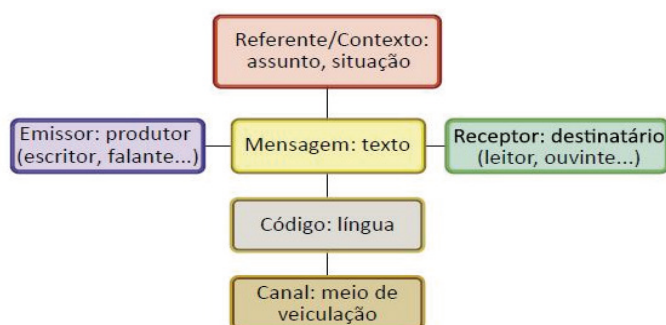 Referente/Contexto:
assunto, situação
Emissor: produtor
(escritor, falante...)
Mensagem: texto
Receptor: destinatário
(leitor, ouvinte...)
Código: língua
Canal: meio de
veiculação